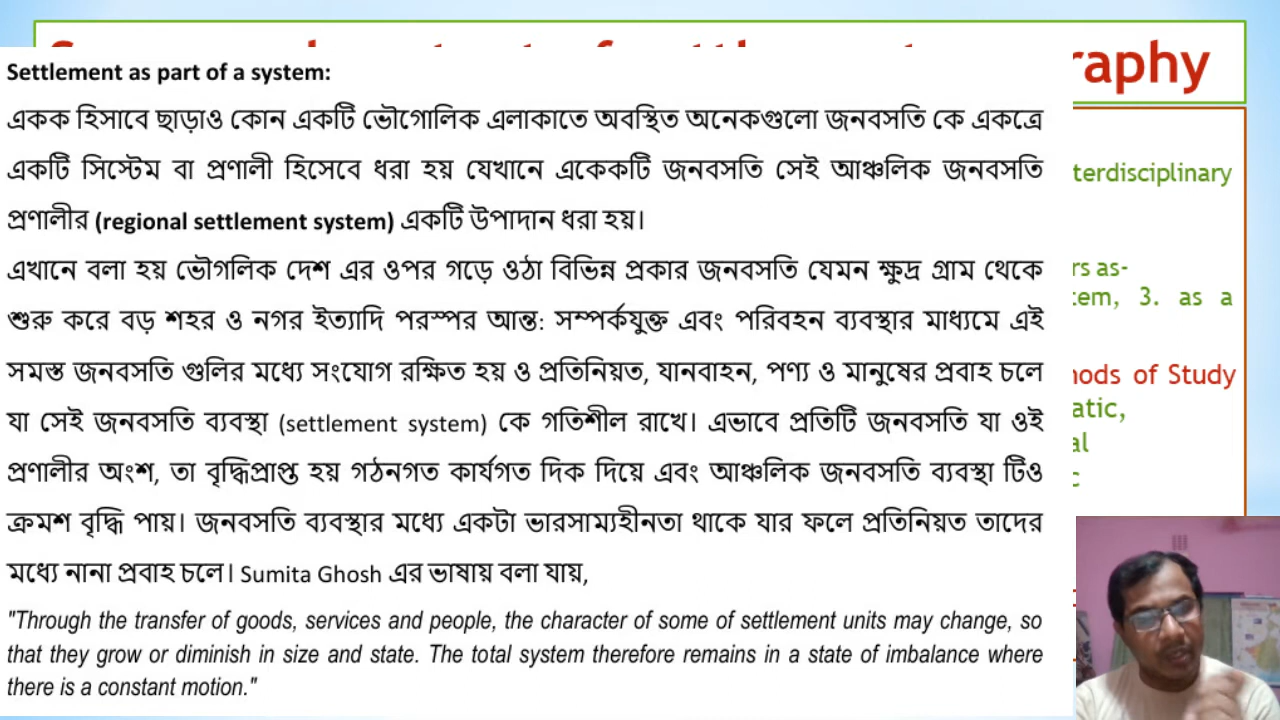 raphy
Settlement as part of a system:
একক হিসাবে ছাড়াও কোন একটি ভৌগোলিক এলাকাতে অবস্থিত অনেকগুলো জনবসতি কে একত্রে
একটি সিস্টেম বা প্রণালী হিসেবে ধরা হয় যেখানে একেকটি জনবসতি সেই আঞ্চলিক জনবসতি
প্রণালীর (regional settlement system) একটি উপাদান ধরা হয়।
এখানে বলা হয় ভৌগলিক দেশ এর ওপর গড়ে ওঠা বিভিন্ন প্রকার জনবসতি যেমন ক্ষুদ্র গ্রাম থেকে
শুরু করে বড় শহর ও নগর ইত্যাদি পরস্পর আন্ত: সম্পর্কযুক্ত এবং পরিবহন ব্যবস্থার মাধ্যমে এই
সমস্ত জনবসতি গুলির মধ্যে সংযোগ রক্ষিত হয় ও প্রতিনিয়ত, যানবাহন, পণ্য ও মানুষের প্রবাহ চলে
যা সেই জনবসতি ব্যবস্থা (settlement system) কে গতিশীল রাখে। এভাবে প্রতিটি জনবসতি যা ওই
প্রণালীর অংশ, তা বৃদ্ধিপ্রাপ্ত হয় গঠনগত কার্যগত দিক দিয়ে এবং আঞ্চলিক জনবসতি ব্যবস্থা টিও
ক্রমশ বৃদ্ধি পায়। জনবসতি ব্যবস্থার মধ্যে একটা ভারসাম্যহীনতা থাকে যার ফলে প্রতিনিয়ত তাদের
মধ্যে নানা প্রবাহ চলে। Sumita Ghosh এর ভাষায় বলা যায়,
"Through the transfer of goods, services and people, the character of some of settlement units may change, so
that they grow or diminish in size and state. The total system therefore remains in a state of imbalance where
there is a constant motion."
terdisciplinary
rs as-
tem, 3. as a
nods of Study
atic,
al
c